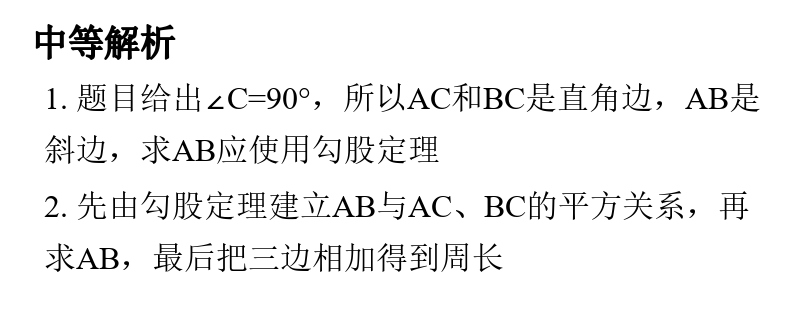 中等解析
1. 题目给出∠C=90°，所以AC和BC是直角边，AB是
斜边，求AB应使用勾股定理
2. 先由勾股定理建立AB与AC、BC的平方关系，再
求AB，最后把三边相加得到周长